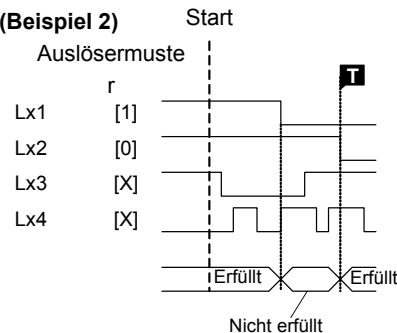 (Beispiel 2)
Start
Auslösermuste
r
T
Lx1 [1]
Lx2 [0]
Lx3 [X]
Lx4 [X]
Erfüllt Erfüllt
Nicht erfüllt